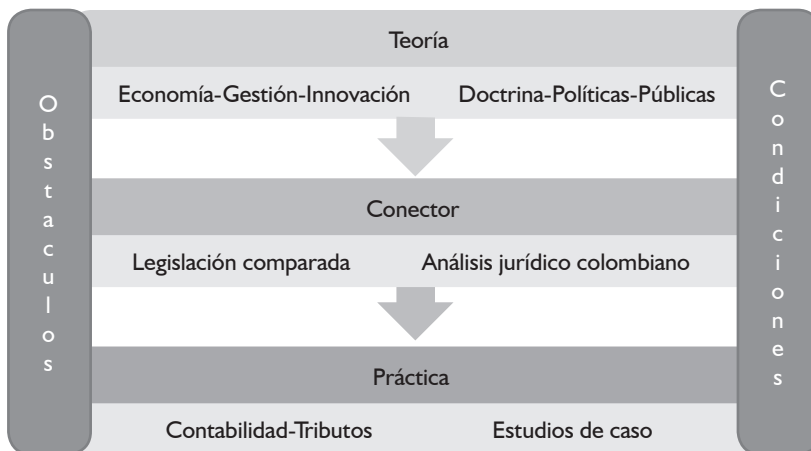 Obstaculos
Teoría
Economía-Gestión-Innovación Doctrina-Políticas-Públicas
Conector
Legislación comparada Análisis jurídico colombiano
Práctica
Contabilidad-Tributos Estudios de caso
Condiciones